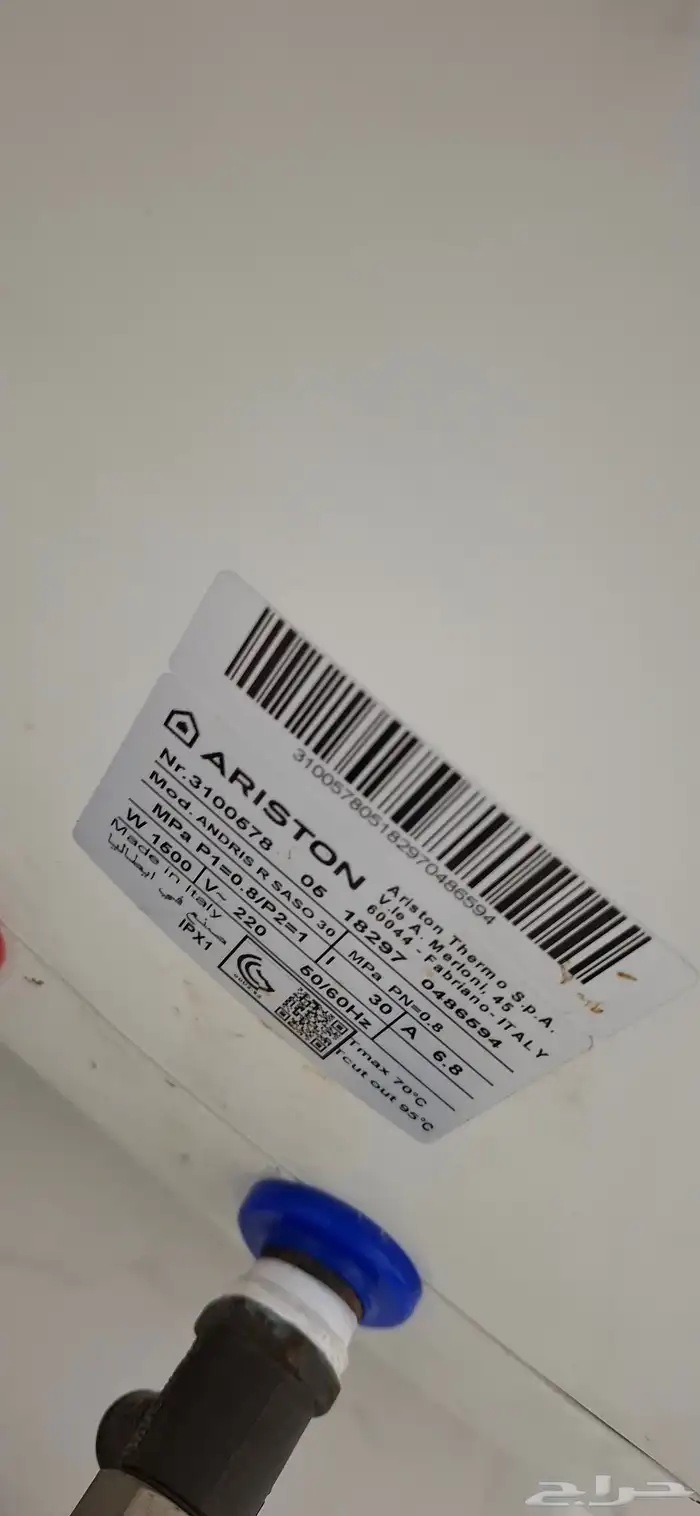 310057805182970486594
ARISTON
Ariston Thermo S.p.A.
V.le A. Merloni, 45
60044 - Fabriano - ITALY
Nr.3100578 05 18297 0486594
Mod. ANDRIS R SASO 30 MPa PN=0.8
MPa P1=0.8/P2=1 l 30 A 6.8
W 1500 V~ 220 50/60Hz Tmax 70°C
Made in Italy Tcut out 95°C
صنع في ايطاليا
IPX1
حراج